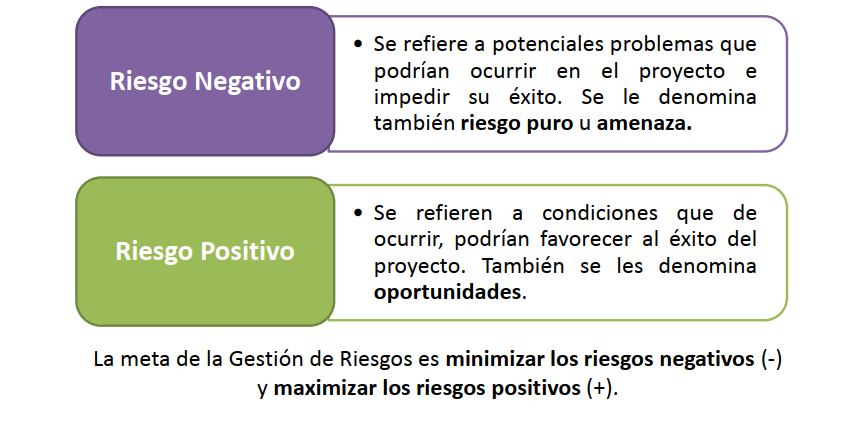 Riesgo Negativo
• Se refiere a potenciales problemas que
podrían ocurrir en el proyecto e
impedir su éxito. Se le denomina
también riesgo puro u amenaza.
Riesgo Positivo
• Se refieren a condiciones que de
ocurrir, podrían favorecer al éxito del
proyecto. También se les denomina
oportunidades.
La meta de la Gestión de Riesgos es minimizar los riesgos negativos (-)
y maximizar los riesgos positivos (+).